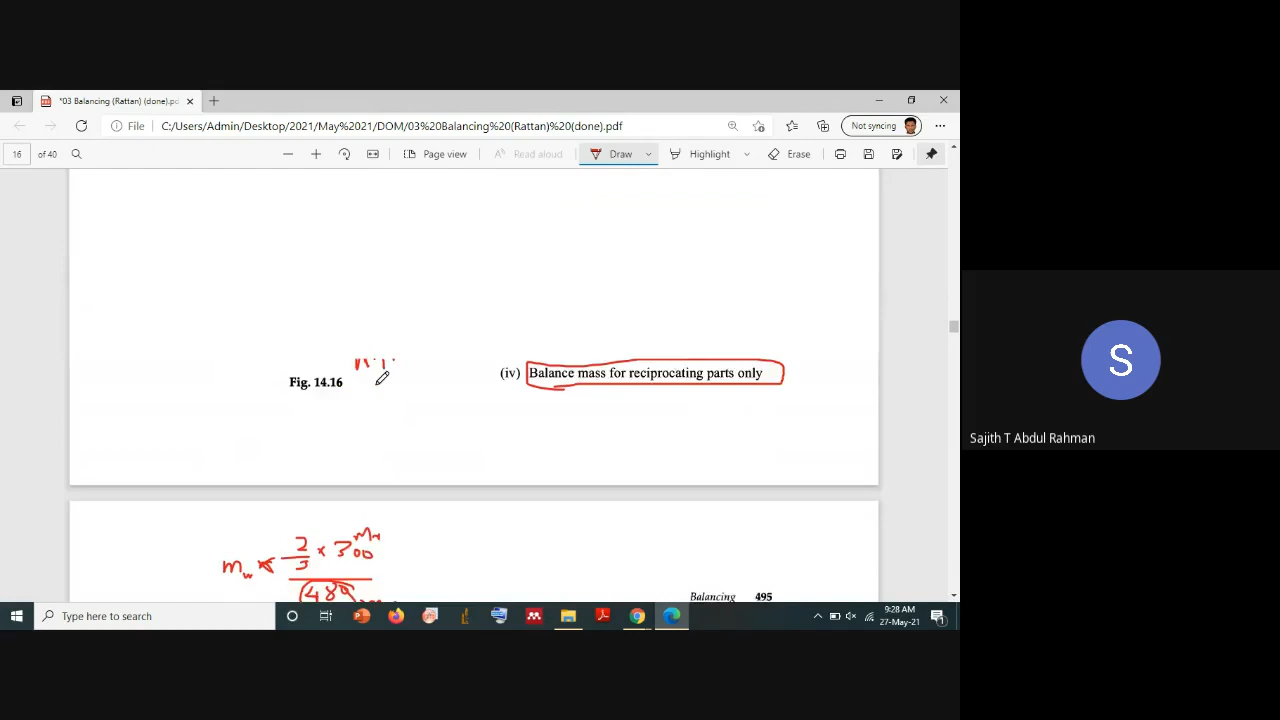 *03 Balancing (Rattan) (done).pd
File C:/Users/Admin/Desktop/2021/May%2021/DOM/03%20Balancing%20(Rattan)%20(done).pdf Not syncing
16 of 40 Page view Read aloud Draw Highlight Erase
Fig. 14.16
(iv) Balance mass for reciprocating parts only
2
3
× 300
Balancing 495
S
Sajith T Abdul Rahman
Type here to search
9:28 AM
27-May-21